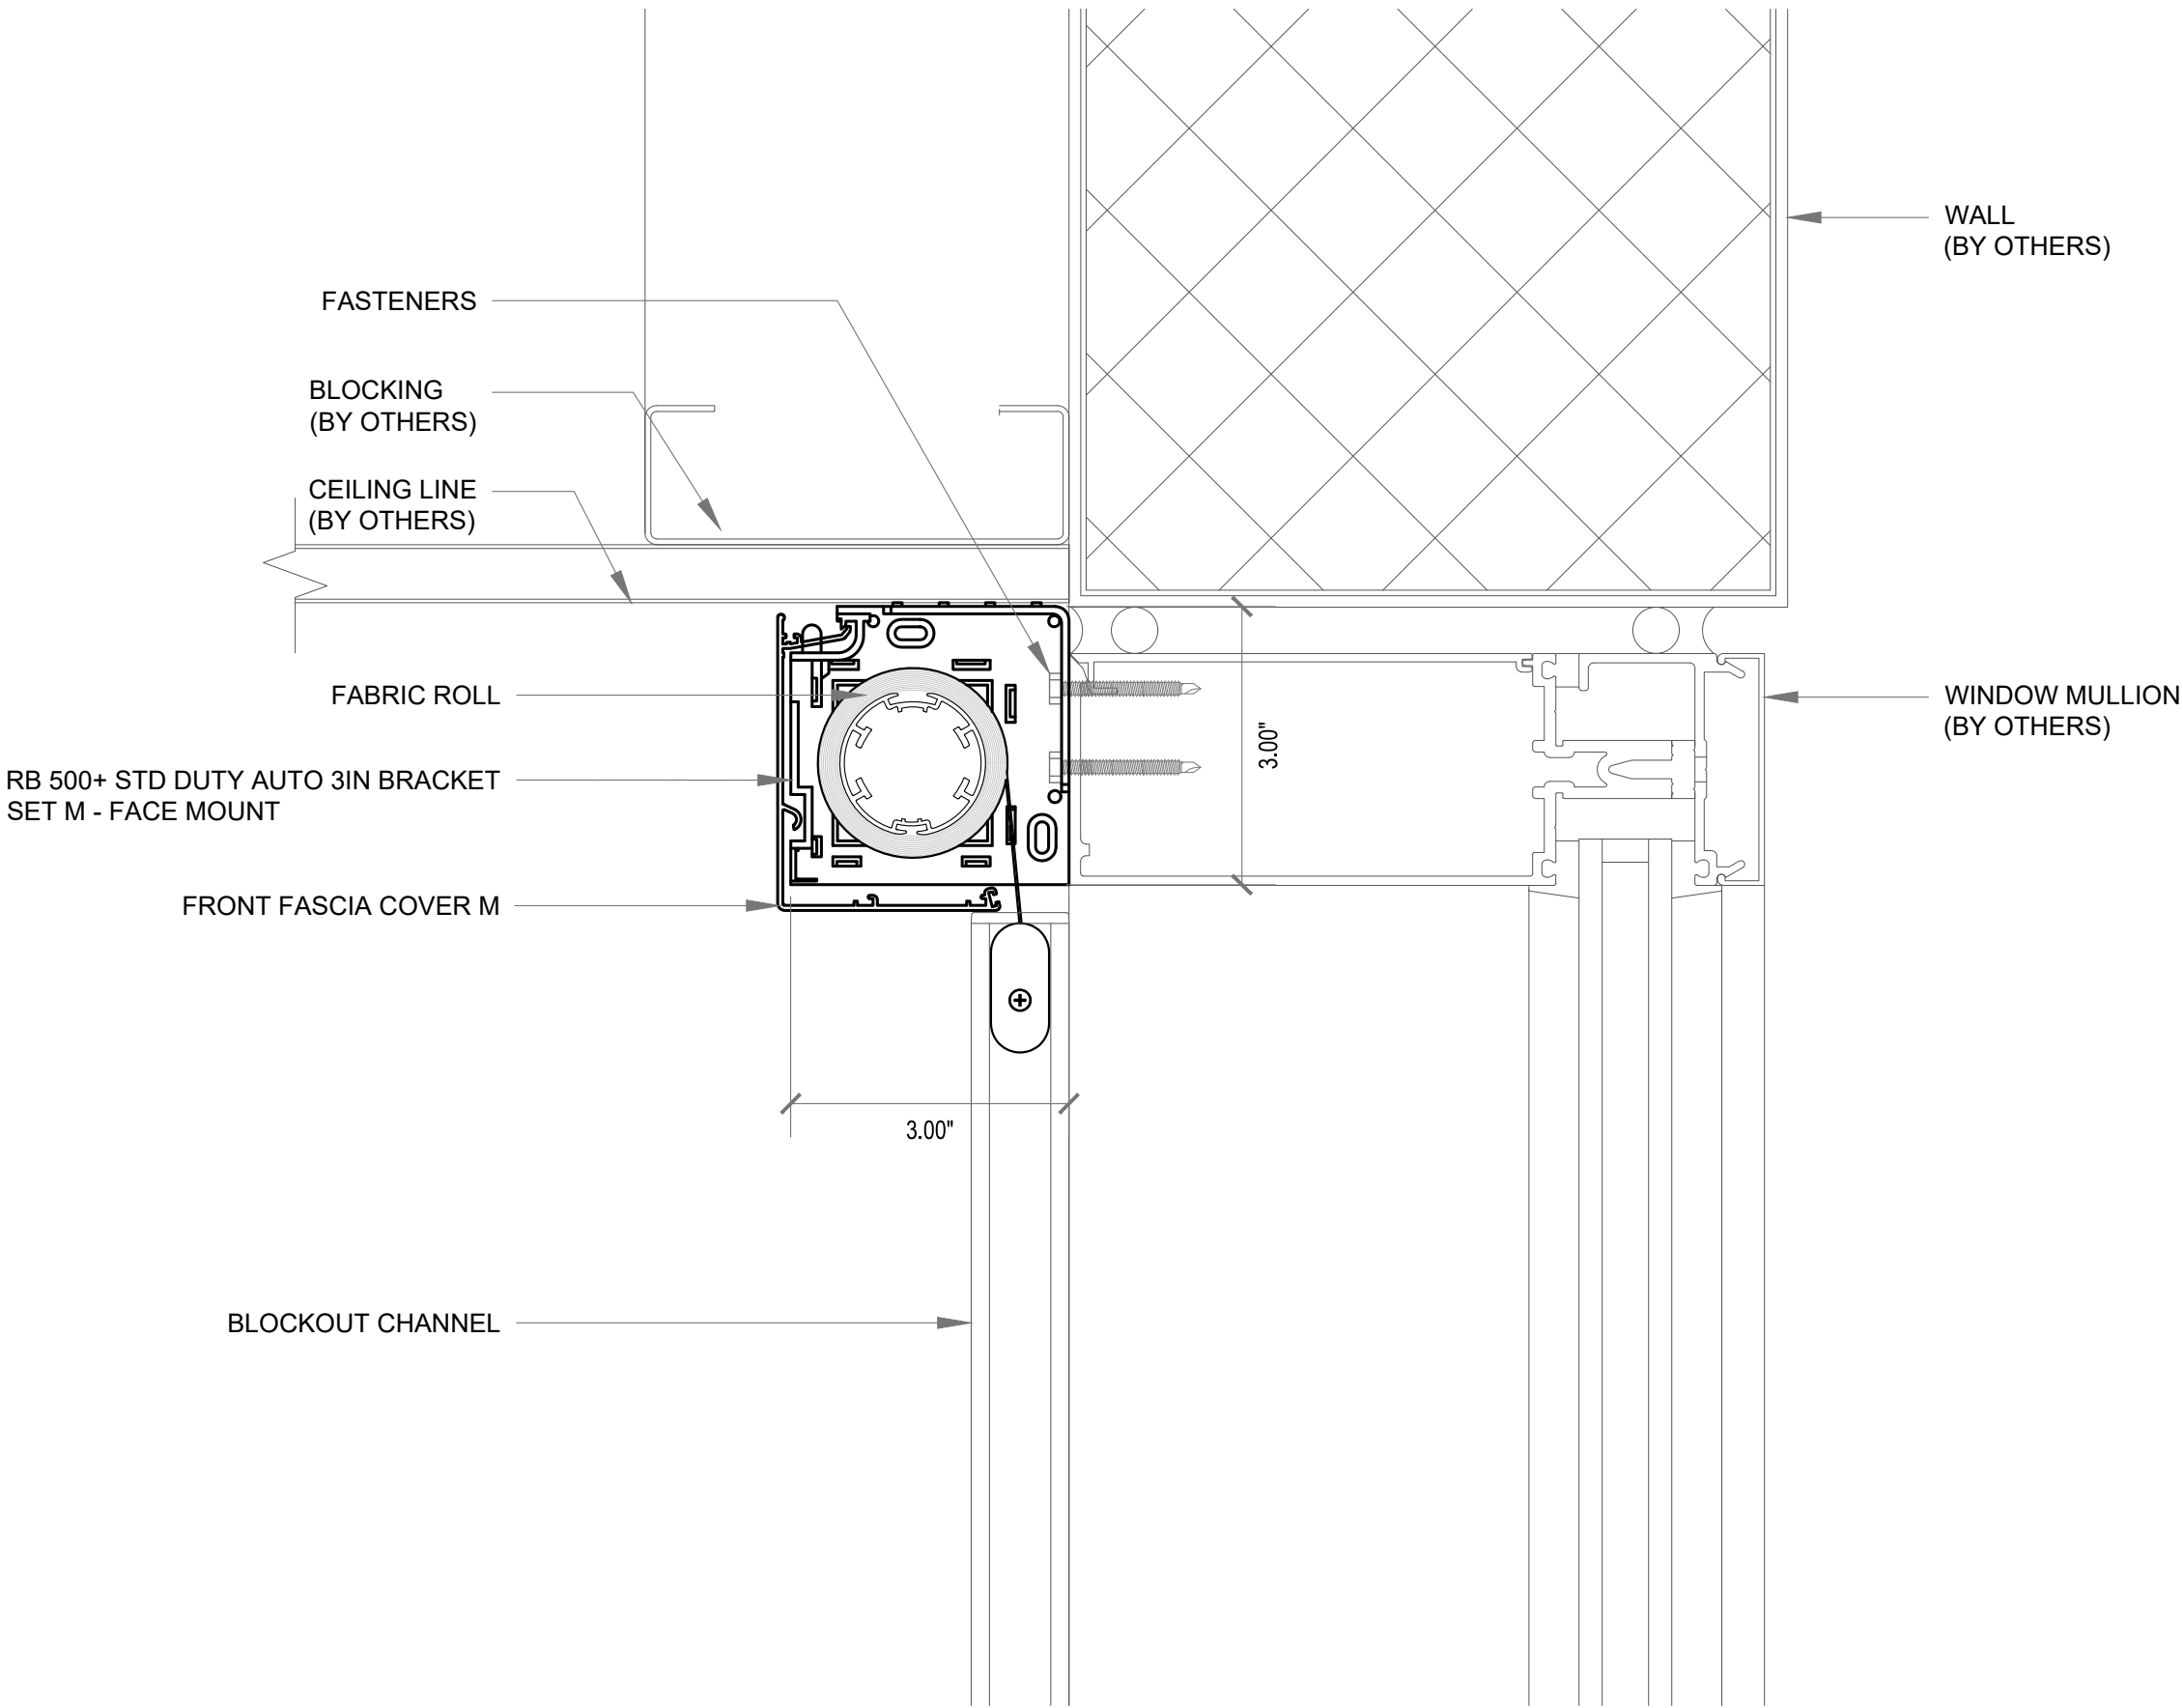 WALL
(BY OTHERS)
FASTENERS
BLOCKING
(BY OTHERS)
CEILING LINE
(BY OTHERS)
FABRIC ROLL
WINDOW MULLION
(BY OTHERS)
3.00"
RB 500+ STD DUTY AUTO 3IN BRACKET
SET M - FACE MOUNT
FRONT FASCIA COVER M
3.00"
BLOCKOUT CHANNEL